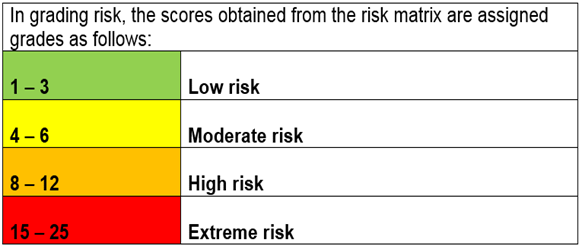 In grading risk, the scores obtained from the risk matrix are assigned
grades as follows:
1 – 3 Low risk
4 – 6 Moderate risk
8 – 12 High risk
15 – 25 Extreme risk